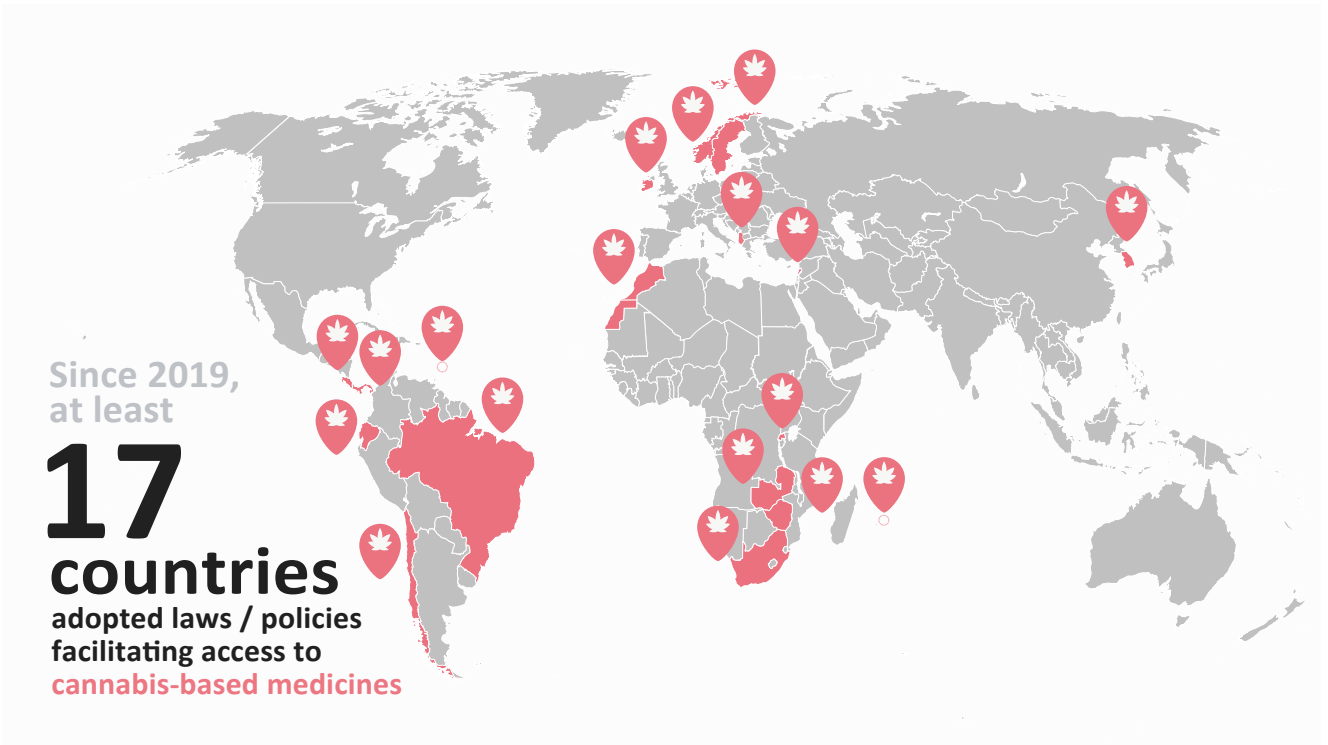 Since 2019,
at least
17
countries
adopted laws / policies
facilitating access to
cannabis-based medicines